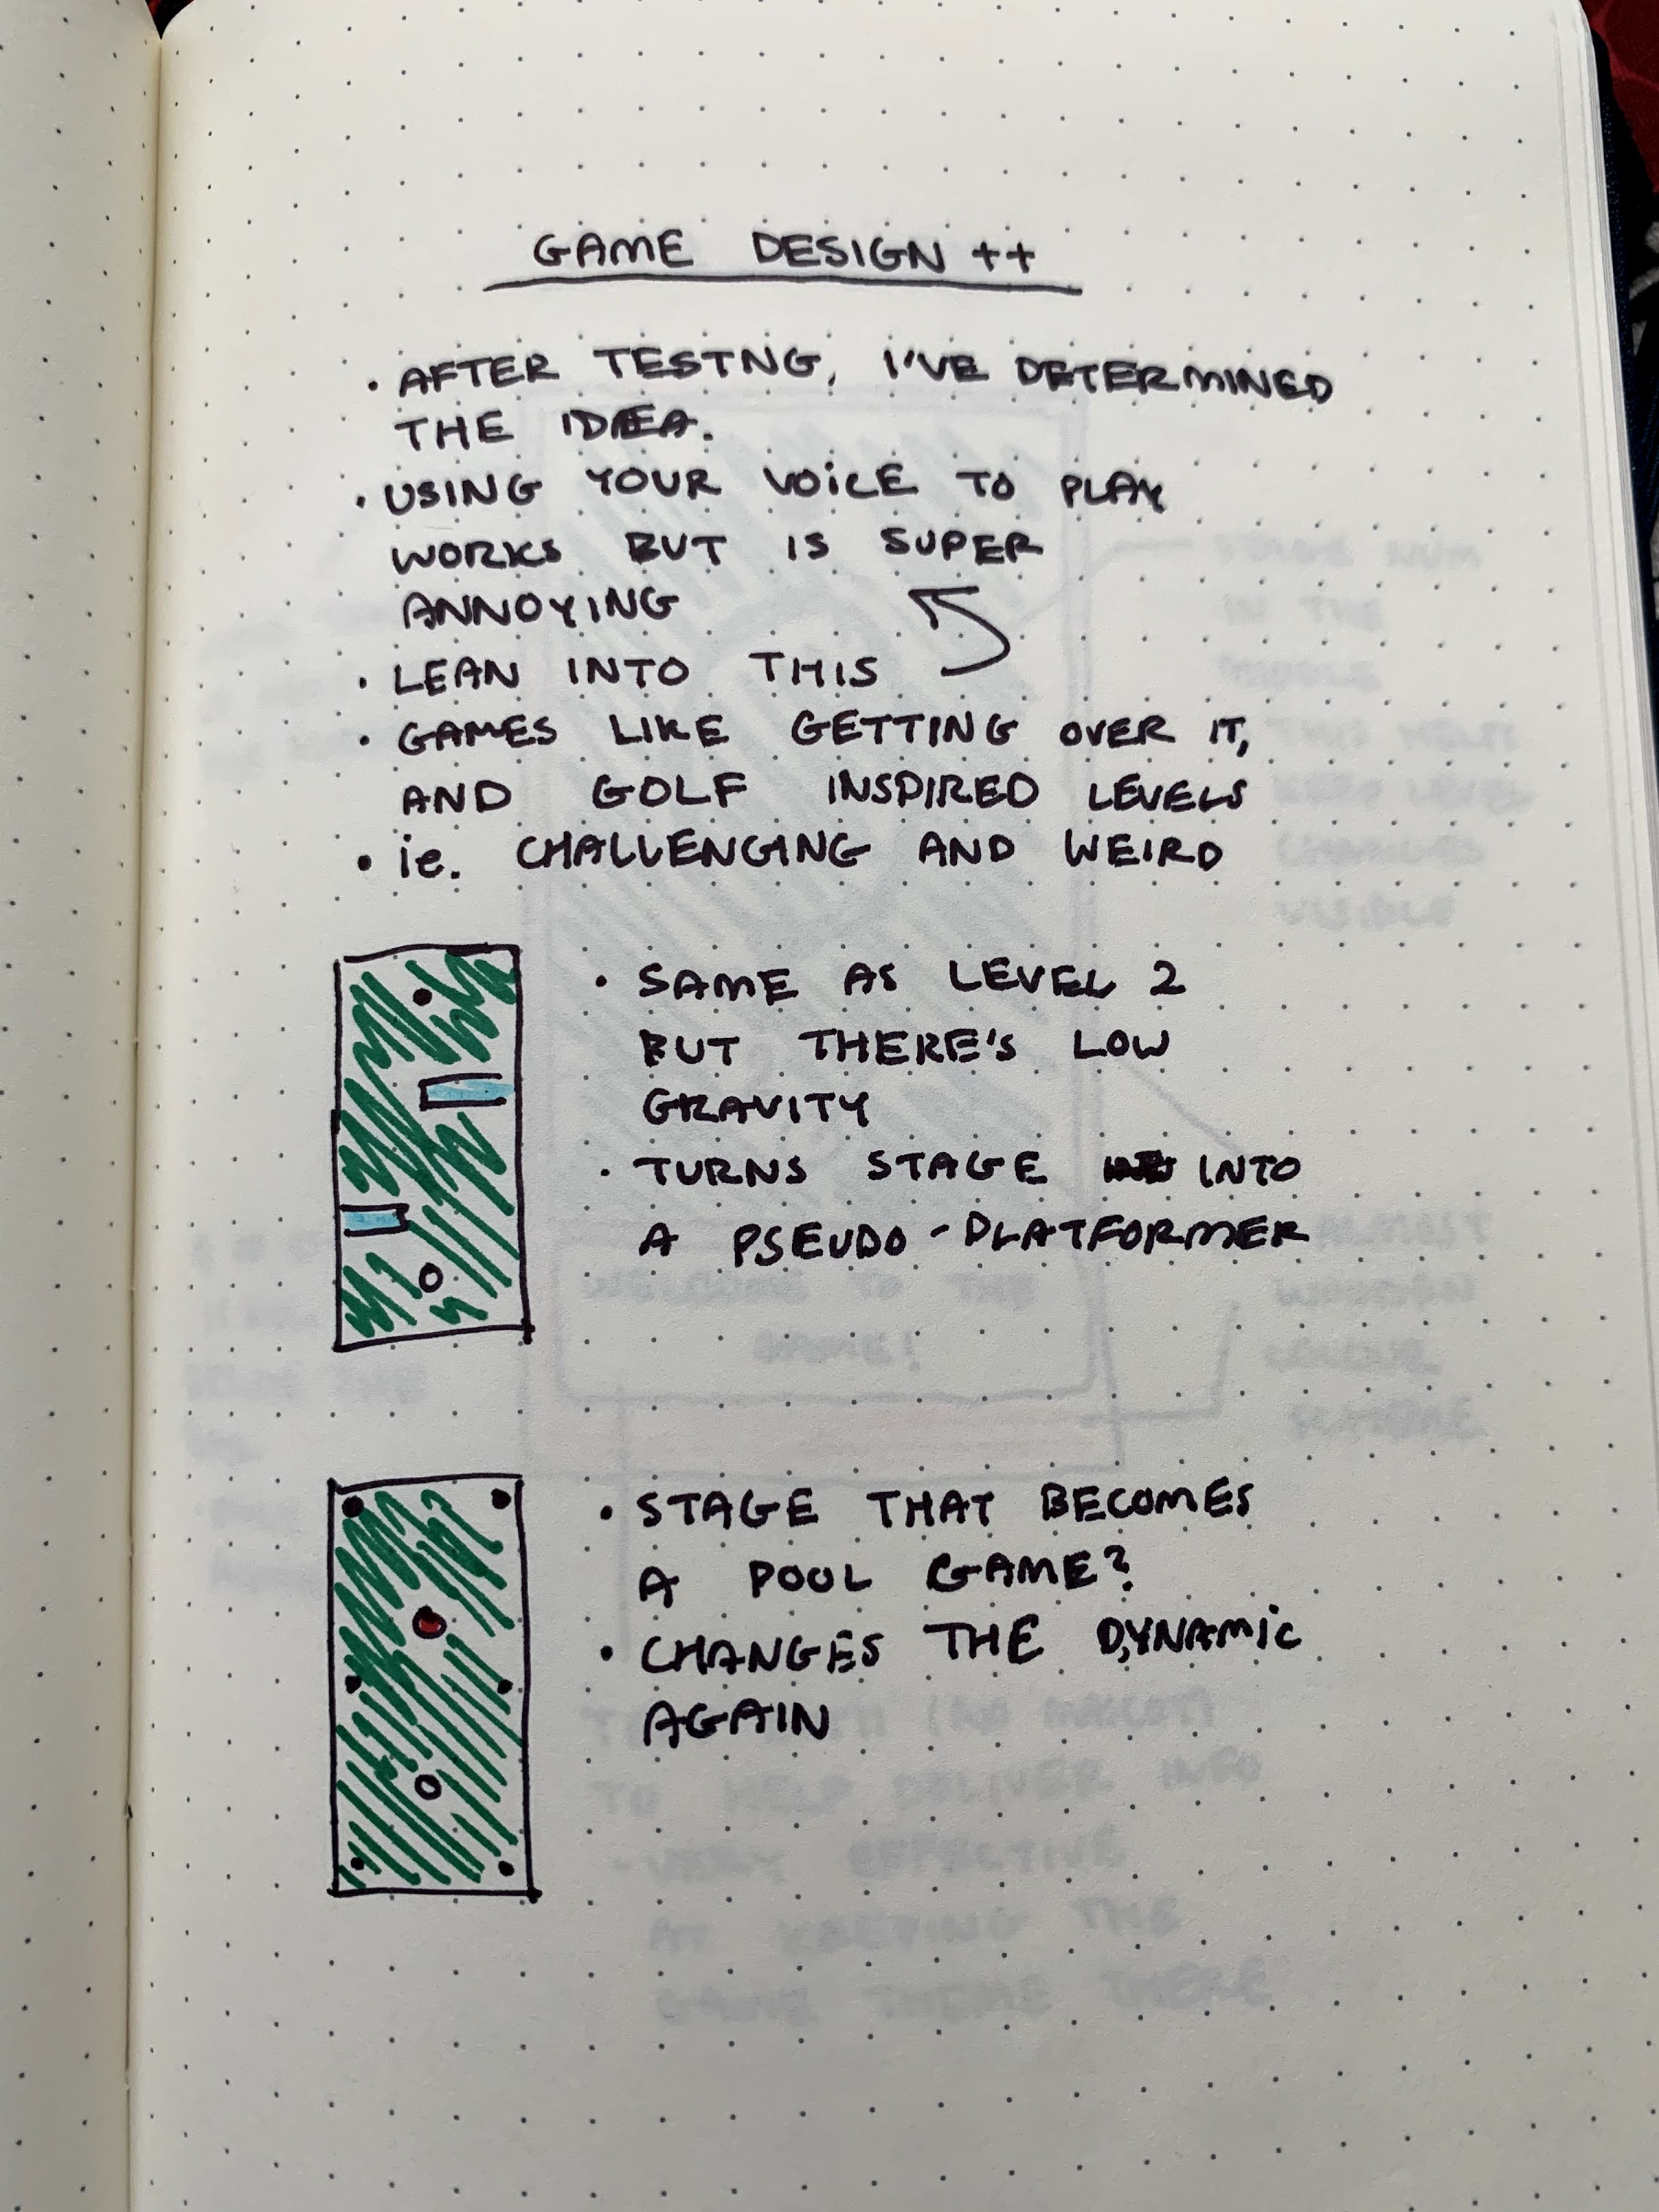 GAME DESIGN ++
• AFTER TESTNG, I'VE DETERMINED
THE IDEA.
• USING YOUR VOICE TO PLAY
WORKS BUT IS SUPER
ANNOYING
• LEAN INTO THIS
• GAMES LIKE GETTING OVER IT,
AND GOLF INSPIRED LEVELS
• ie. CHALLENGING AND WEIRD
• SAME AS LEVEL 2
BUT THERE'S LOW
GRAVITY
• TURNS STAGE INTO
A PSEUDO-PLATFORMER
• STAGE THAT BECOMES
A POOL GAME?
• CHANGES THE DYNAMIC
AGAIN